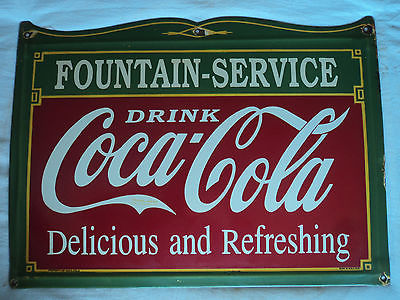 FOUNTAIN-SERVICE
DRINK
Coca-Cola
Delicious and Refreshing